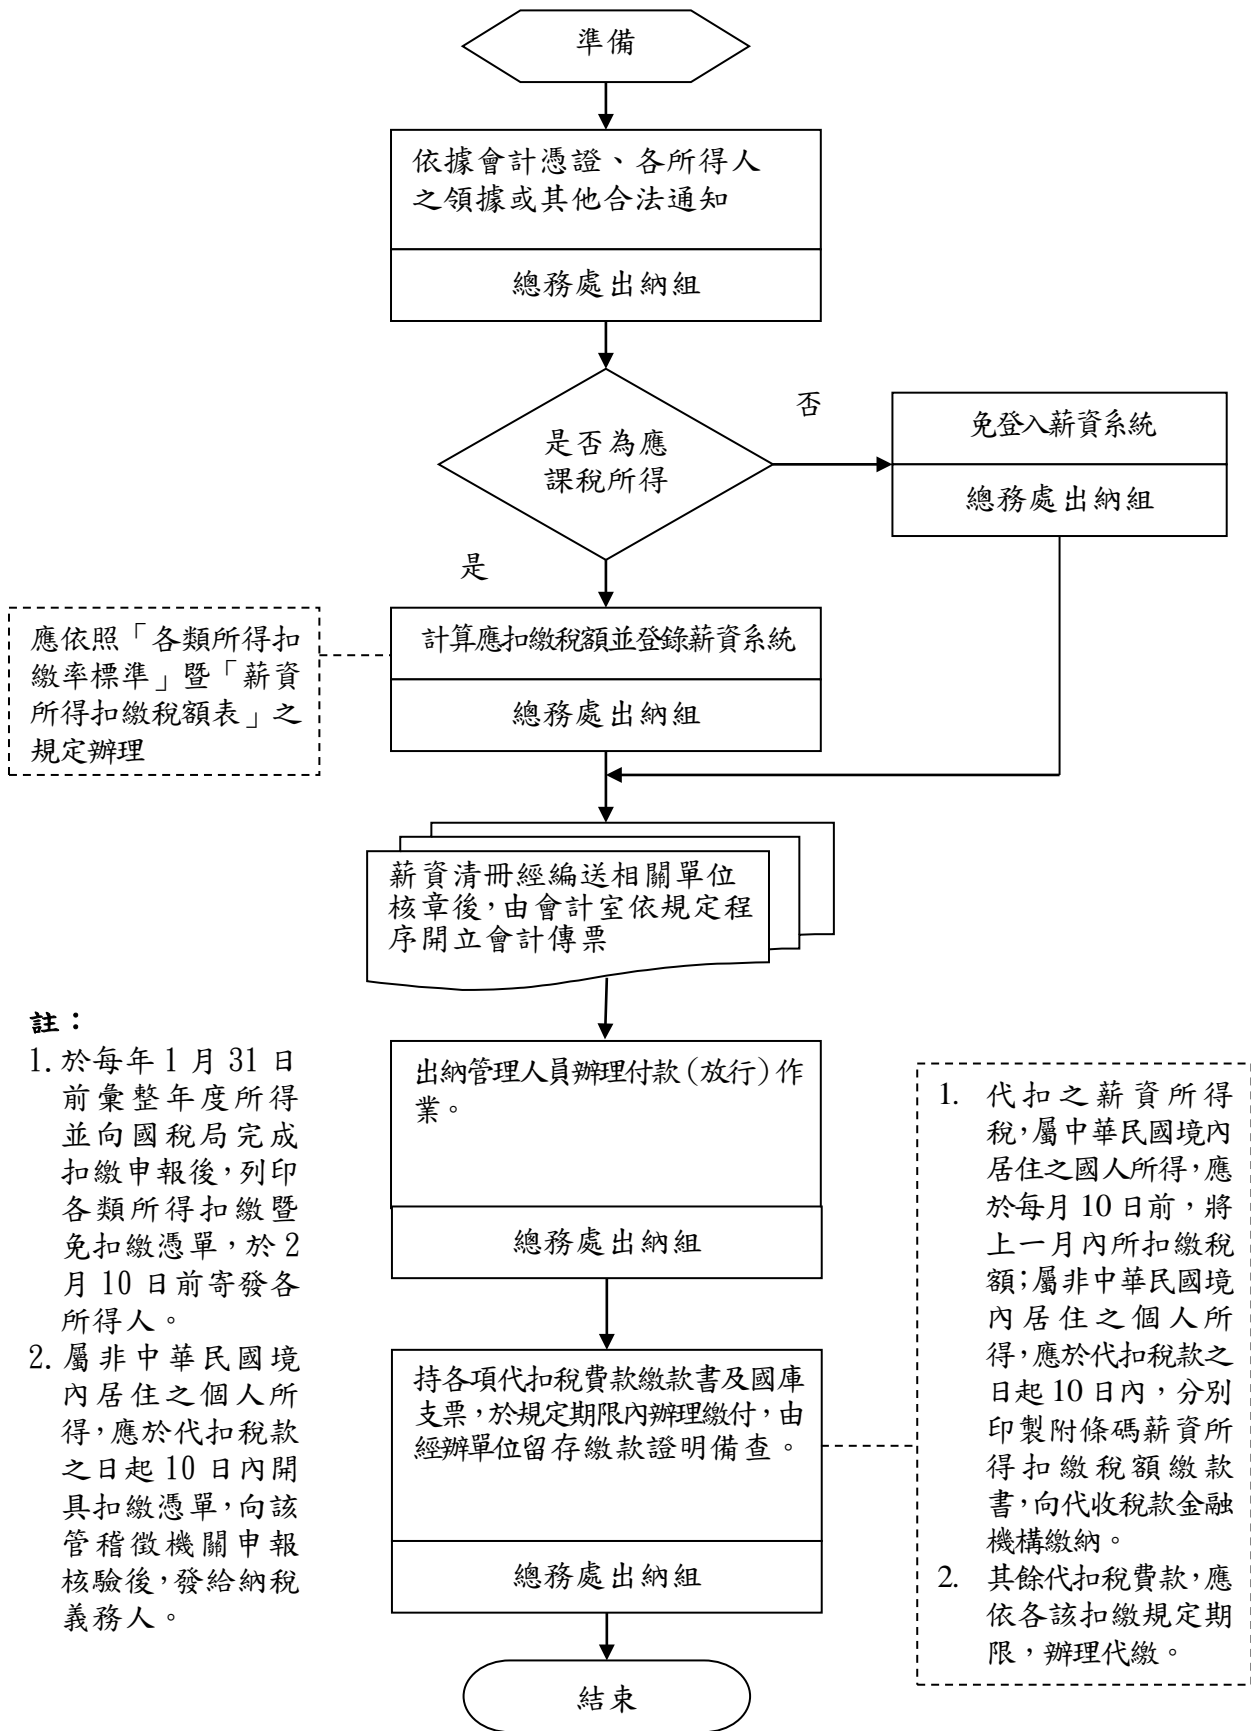 準備
依據會計憑證、各所得人
之領據或其他合法通知
總務處出納組
是否為應
課稅所得
否
免登入薪資系統
總務處出納組
是
應依照「各類所得扣
繳率標準」暨「薪資
所得扣繳稅額表」之
規定辦理
計算應扣繳稅額並登錄薪資系統
總務處出納組
薪資清冊經編送相關單位
核章後，由會計室依規定程
序開立會計傳票
註：
1. 於每年 1 月 31 日
前彙整年度所得
並向國稅局完成
扣繳申報後，列印
各類所得扣繳暨
免扣繳憑單，於 2
月 10 日前寄發各
所得人。
2. 屬非中華民國境
內居住之個人所
得，應於代扣稅款
之日起 10 日內開
具扣繳憑單，向該
管稽徵機關申報
核驗後，發給納稅
義務人。
出納管理人員辦理付款(放行)作
業。
總務處出納組
持各項代扣稅費款繳款書及國庫
支票，於規定期限內辦理繳付，由
經辦單位留存繳款證明備查。
總務處出納組
1. 代扣之薪資所得
稅，屬中華民國境內
居住之國人所得，應
於每月 10 日前，將
上一月內所扣繳稅
額；屬非中華民國境
內居住之個人所
得，應於代扣稅款之
日起 10 日內，分別
印製附條碼薪資所
得扣繳稅額繳款
書，向代收稅款金融
機構繳納。
2. 其餘代扣稅費款，應
依各該扣繳規定期
限，辦理代繳。
結束